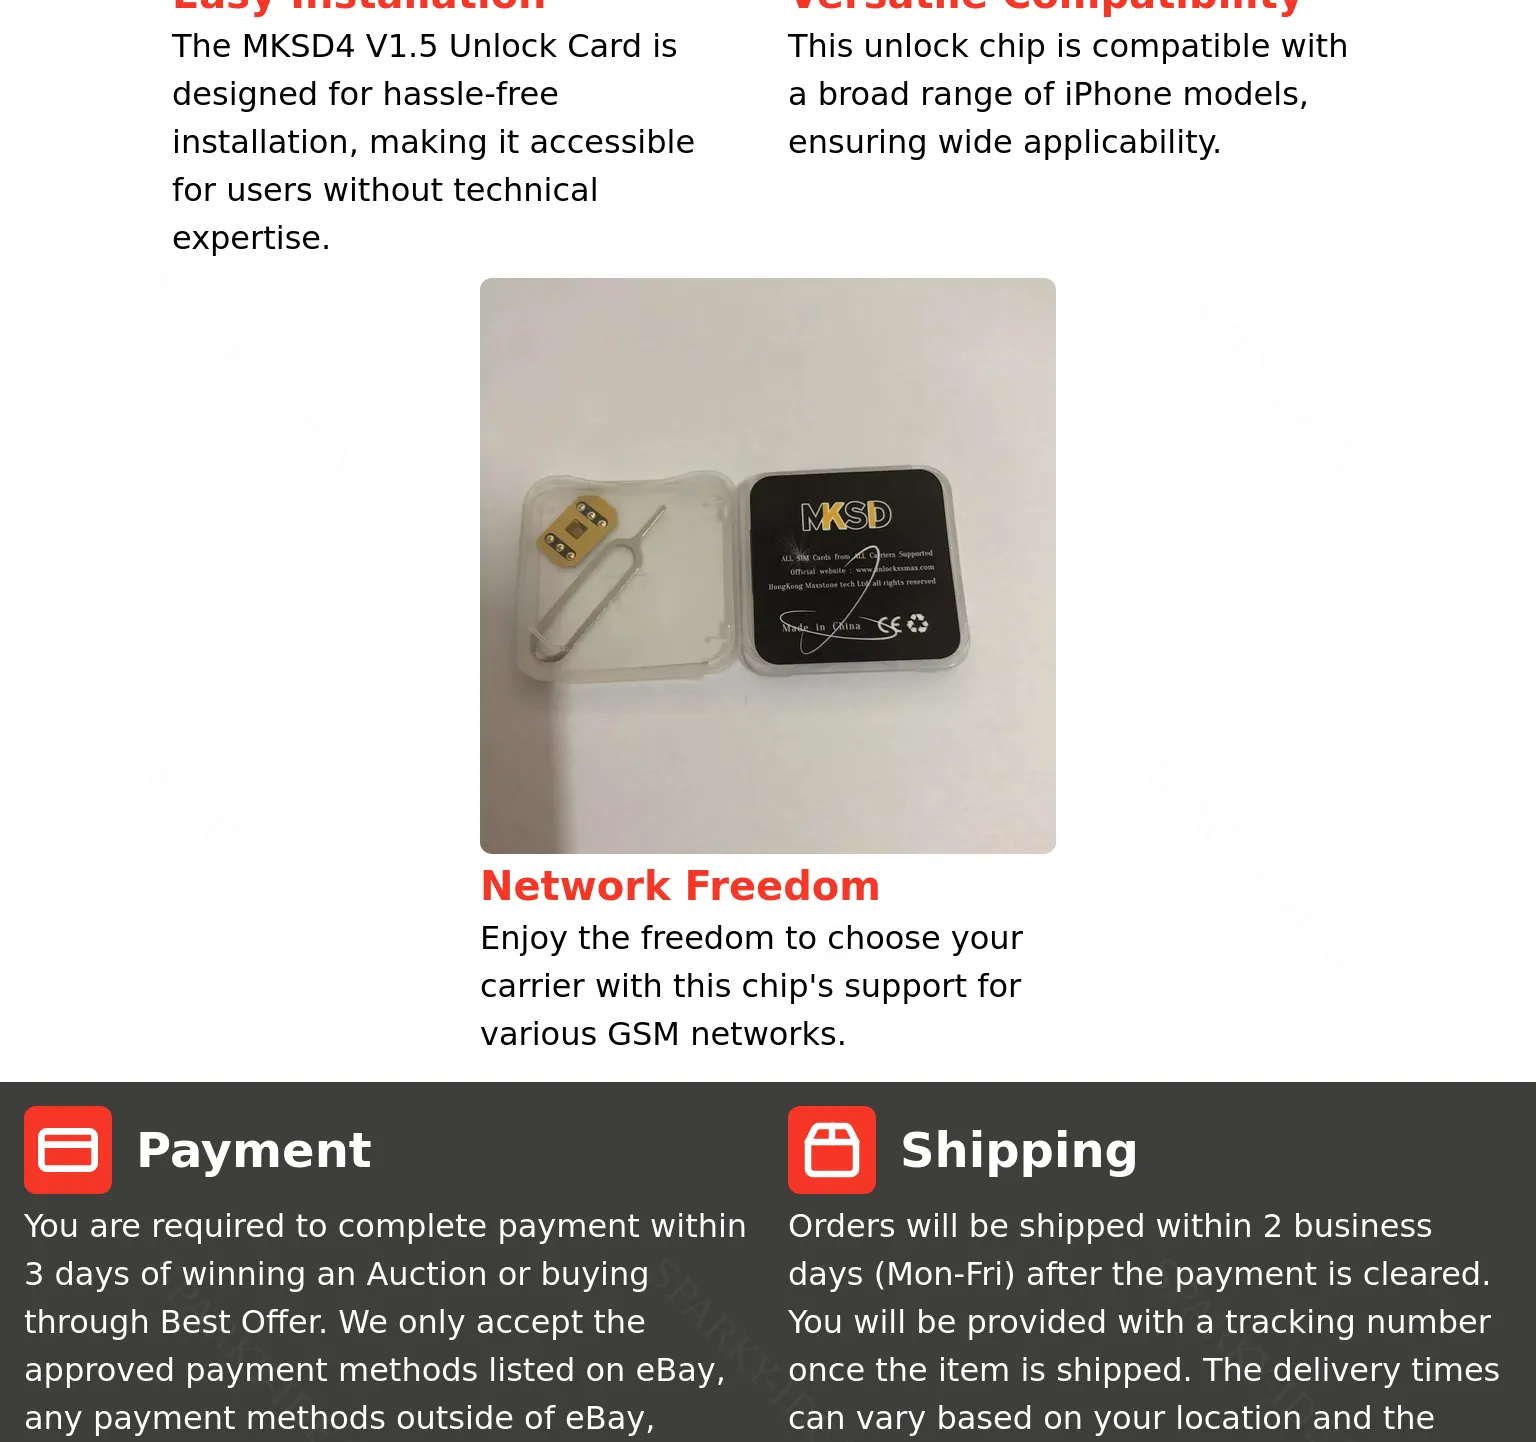 Easy Installation
The MKSD4 V1.5 Unlock Card is
designed for hassle-free
installation, making it accessible
for users without technical
expertise.
Versatile Compatibility
This unlock chip is compatible with
a broad range of iPhone models,
ensuring wide applicability.
MKSD
ALL SIM Cards from ALL Carriers Supported
Official website : www.unlockxsmax.com
HongKong Maxstone tech Ltd. all rights reserved
Made in China CE
Network Freedom
Enjoy the freedom to choose your
carrier with this chip's support for
various GSM networks.
Payment
You are required to complete payment within
3 days of winning an Auction or buying
through Best Offer. We only accept the
approved payment methods listed on eBay,
any payment methods outside of eBay,
Shipping
Orders will be shipped within 2 business
days (Mon-Fri) after the payment is cleared.
You will be provided with a tracking number
once the item is shipped. The delivery times
can vary based on your location and the